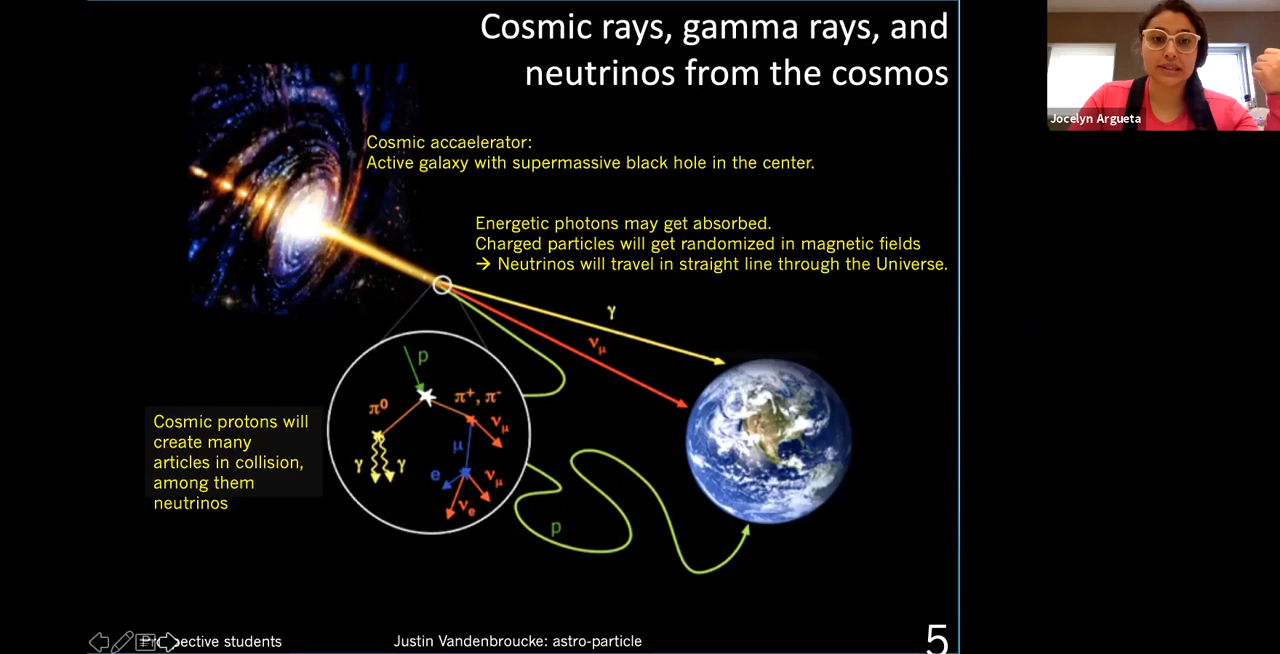 Cosmic rays, gamma rays, and
neutrinos from the cosmos
Jocelyn Argueta
Cosmic accaelerator:
Active galaxy with supermassive black hole in the center.
Energetic photons may get absorbed.
Charged particles will get randomized in magnetic fields
→ Neutrinos will travel in straight line through the Universe.
γ
νμ
p
π⁰
π⁺, π⁻
νμ
μ
γ γ
e
νμ
νe
p
Cosmic protons will
create many
articles in collision,
among them
neutrinos
students
Justin Vandenbroucke: astro-particle
5